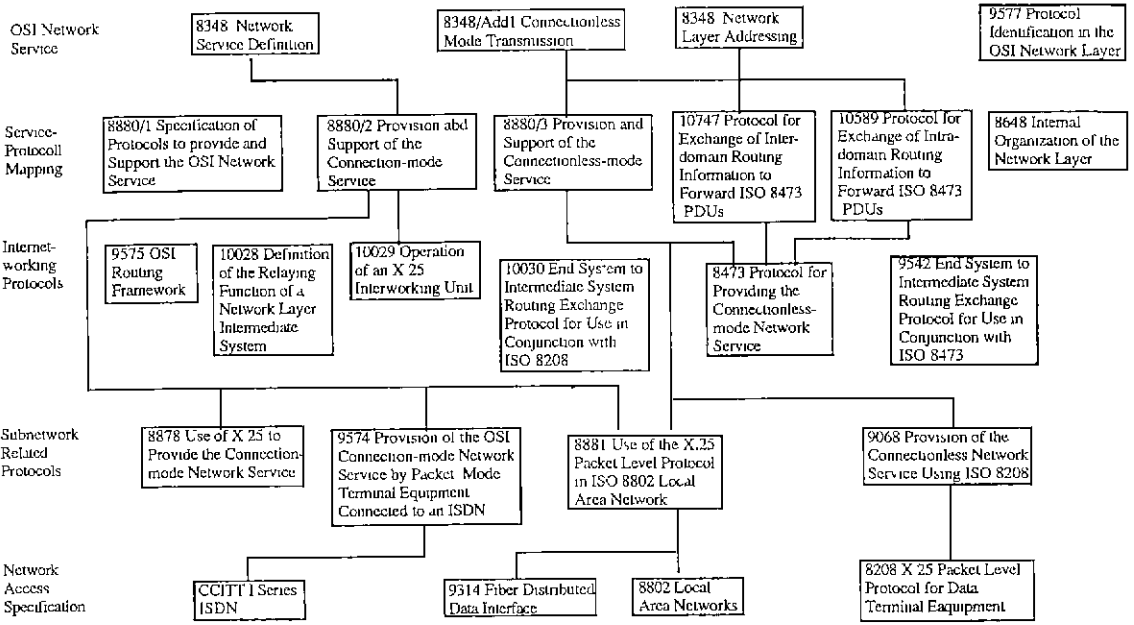 OSI Network
Service
8348 Network
Service Definition
8348/Add1 Connectionless
Mode Transmission
8348 Network
Layer Addressing
9577 Protocol
Identification in the
OSI Network Layer
Service-
Protocoll
Mapping
8880/1 Specification of
Protocols to provide and
Support the OSI Network
Service
8880/2 Provision abd
Support of the
Connection-mode
Service
8880/3 Provision and
Support of the
Connectionless-mode
Service
10747 Protocol for
Exchange of Inter-
domain Routing
Information to
Forward ISO 8473
PDUs
10589 Protocol for
Exchange of Intra-
domain Routing
Information to
Forward ISO 8473
PDUs
8648 Internal
Organization of the
Network Layer
Internet-
working
Protocols
9575 OSI
Routing
Framework
10028 Definition
of the Relaying
Function of a
Network Layer
Intermediate
System
10029 Operation
of an X 25
Interworking Unit
10030 End System to
Intermediate System
Routing Exchange
Protocol for Use in
Conjunction with
ISO 8208
8473 Protocol for
Providing the
Connectionless-
mode Network
Service
9542 End System to
Intermediate System
Routing Exchange
Protocol for Use in
Conjunction with
ISO 8473
Subnetwork
Related
Protocols
8878 Use of X 25 to
Provide the Connection-
mode Network Service
9574 Provision of the OSI
Connection-mode Network
Service by Packet Mode
Terminal Equipment
Connected to an ISDN
8881 Use of the X.25
Packet Level Protocol
in ISO 8802 Local
Area Network
9068 Provision of the
Connectionless Network
Service Using ISO 8208
Network
Access
Specification
CCITT I Series
ISDN
9314 Fiber Distributed
Data Interface
8802 Local
Area Networks
8208 X 25 Packet Level
Protocol for Data
Terminal Eaquipment